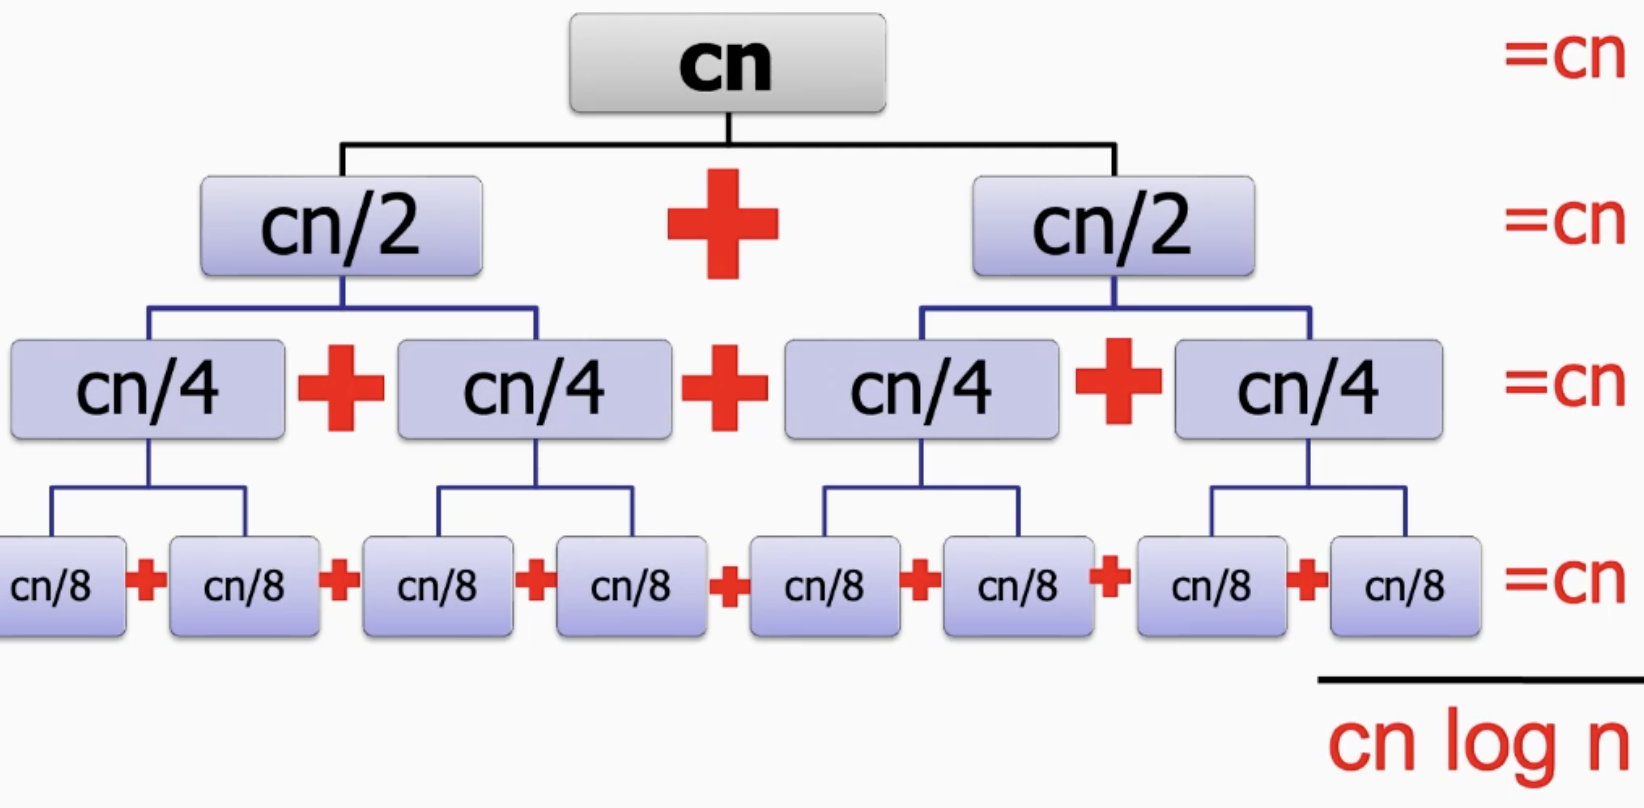 cn =cn
cn/2 + cn/2 =cn
cn/4 + cn/4 + cn/4 + cn/4 =cn
cn/8 + cn/8 + cn/8 + cn/8 + cn/8 + cn/8 + cn/8 + cn/8 =cn
cn log n